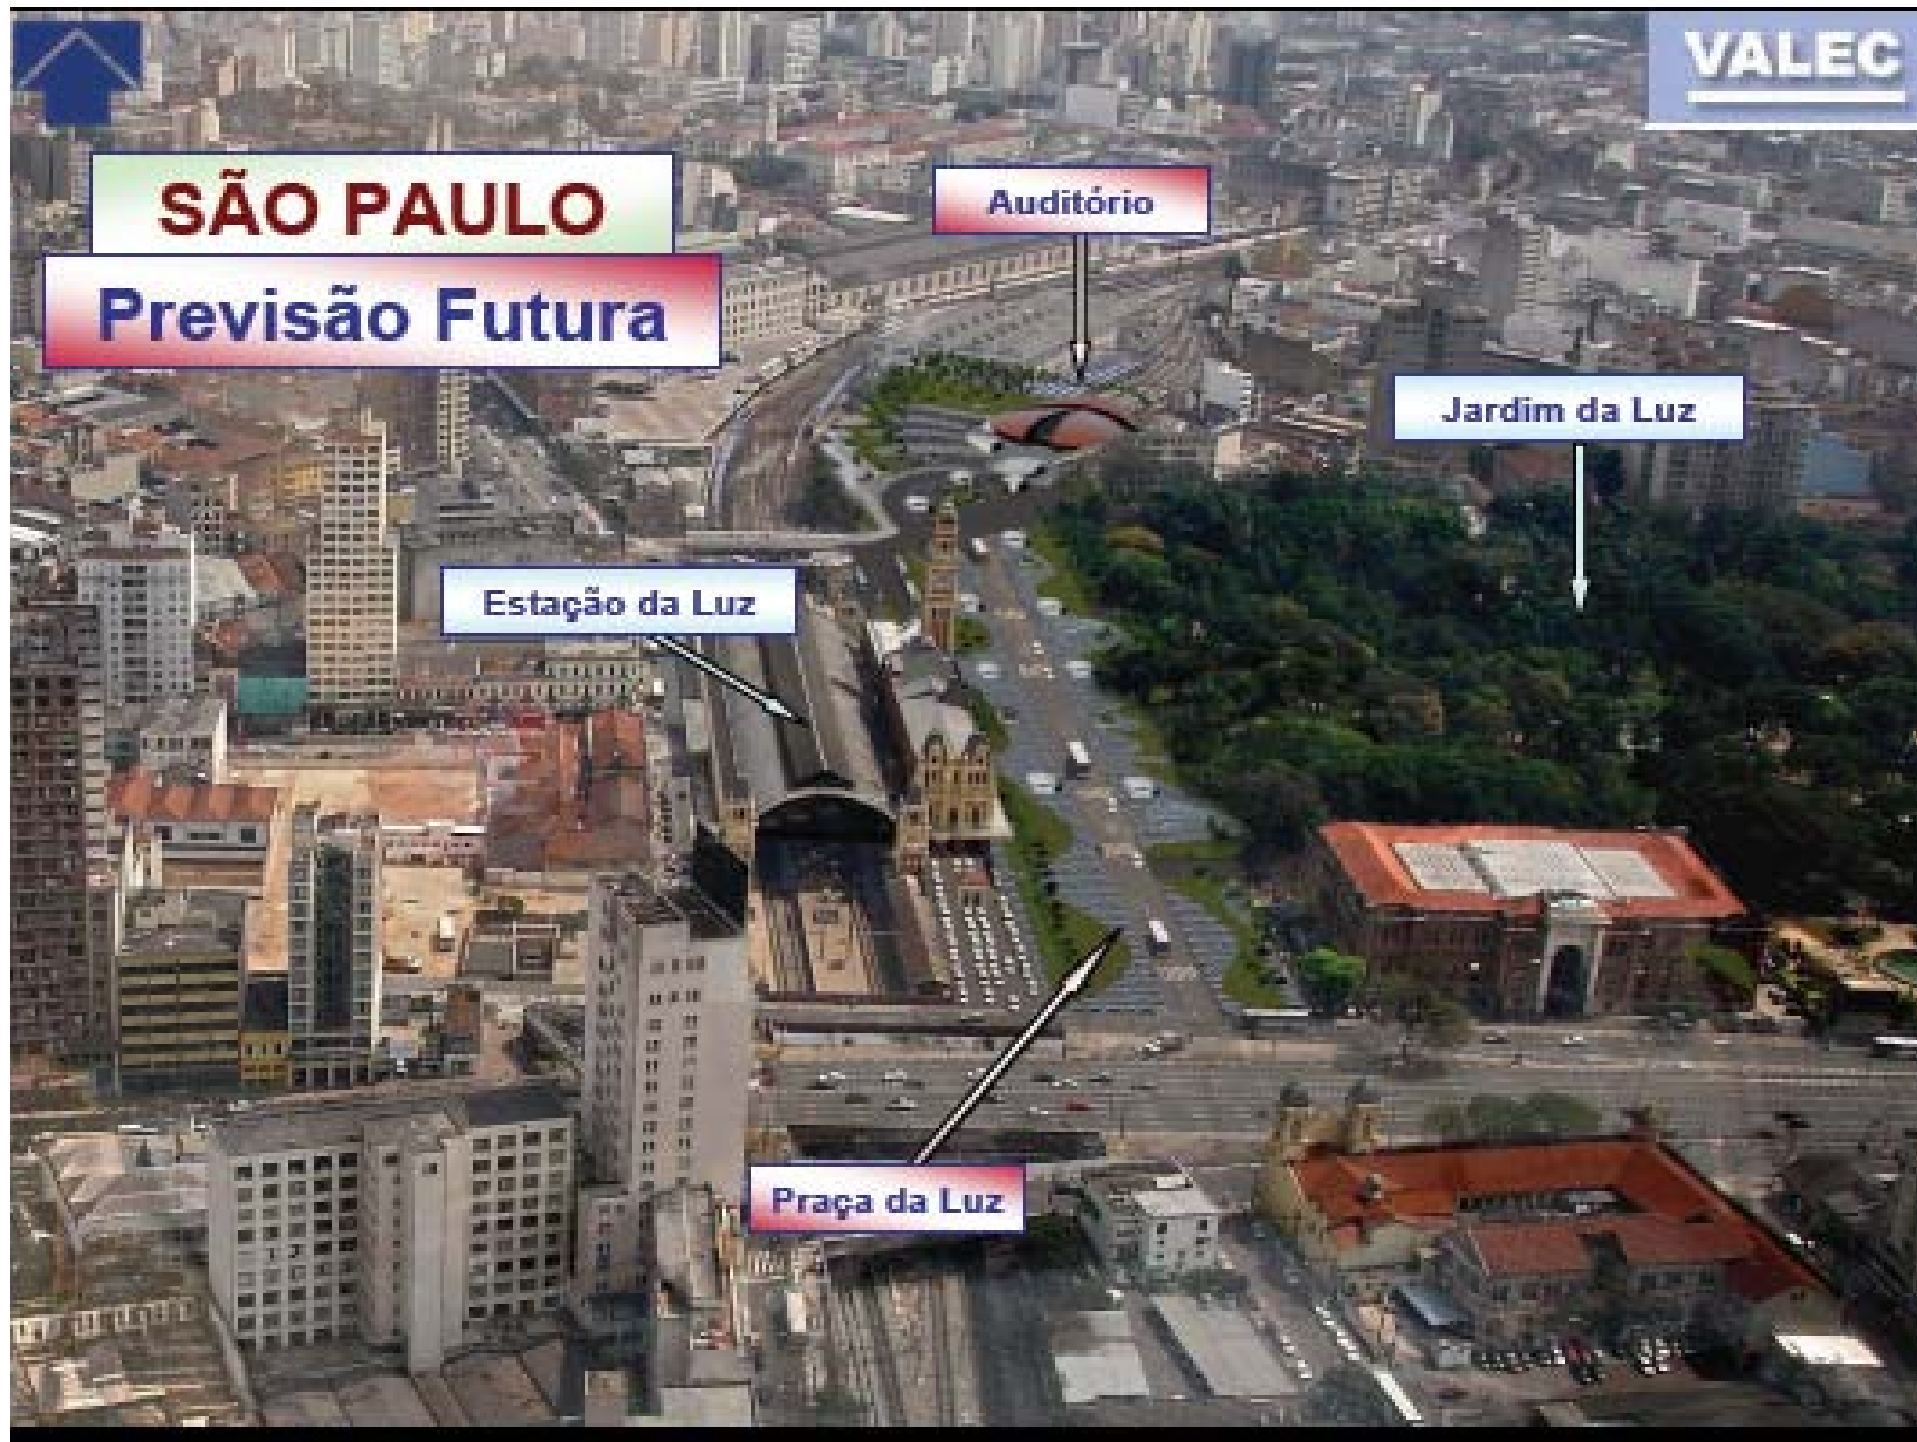 VALEC
SÃO PAULO
Previsão Futura
Auditório
Jardim da Luz
Estação da Luz
Praça da Luz